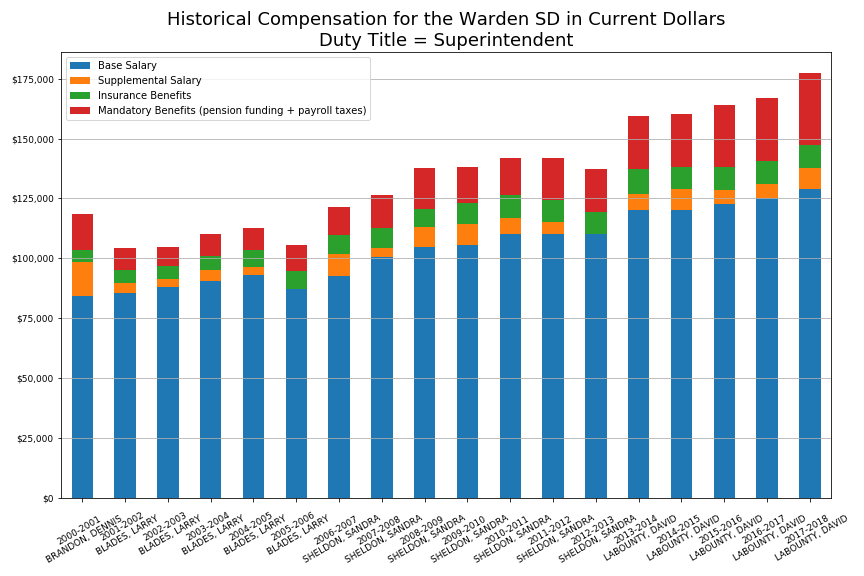 Historical Compensation for the Warden SD in Current Dollars
Duty Title = Superintendent
Base Salary
Supplemental Salary
Insurance Benefits
Mandatory Benefits (pension funding + payroll taxes)
$175,000
$150,000
$125,000
$100,000
$75,000
$50,000
$25,000
$0
2000-2001
BRANDON, DENNIS
2001-2002
BLADES, LARRY
2002-2003
BLADES, LARRY
2003-2004
BLADES, LARRY
2004-2005
BLADES, LARRY
2005-2006
BLADES, LARRY
2006-2007
SHELDON, SANDRA
2007-2008
SHELDON, SANDRA
2008-2009
SHELDON, SANDRA
2009-2010
SHELDON, SANDRA
2010-2011
SHELDON, SANDRA
2011-2012
SHELDON, SANDRA
2012-2013
SHELDON, SANDRA
2013-2014
LABOUNTY, DAVID
2014-2015
LABOUNTY, DAVID
2015-2016
LABOUNTY, DAVID
2016-2017
LABOUNTY, DAVID
2017-2018
LABOUNTY, DAVID